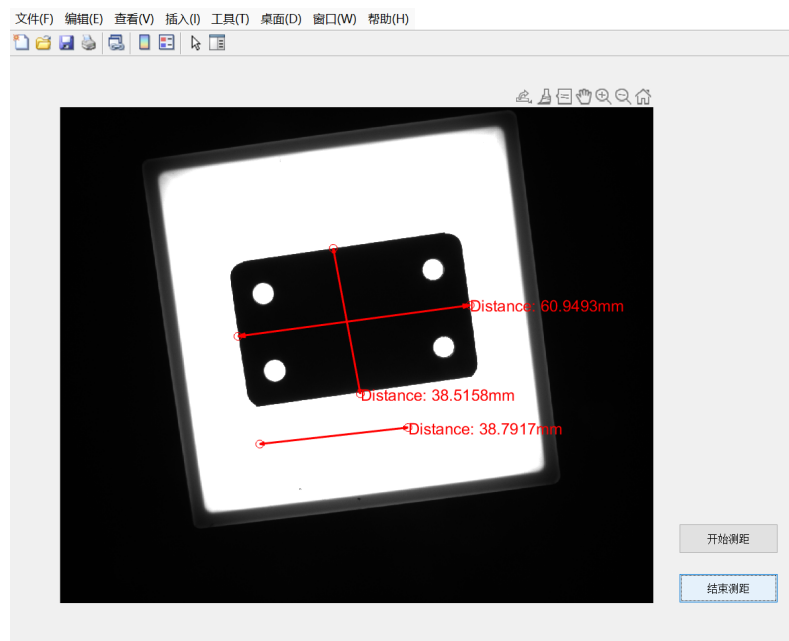 文件(F) 编辑(E) 查看(V) 插入(I) 工具(T) 桌面(D) 窗口(W) 帮助(H)
Distance: 60.9493mm
Distance: 38.5158mm
Distance: 38.7917mm
开始测距
结束测距